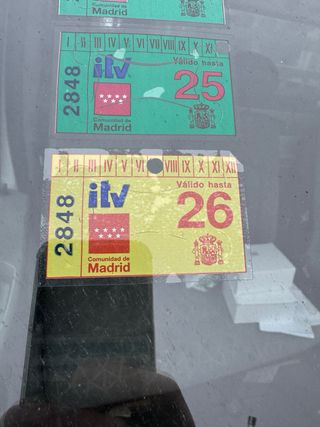 Comunidad de
Madrid
I II III IV V VI VII VIII IX X XI
2848
itv
Válido hasta
25
Comunidad de
Madrid
I II III IV V VI VIII IX X XI XII
2848
itv
Válido hasta
26
Comunidad de
Madrid